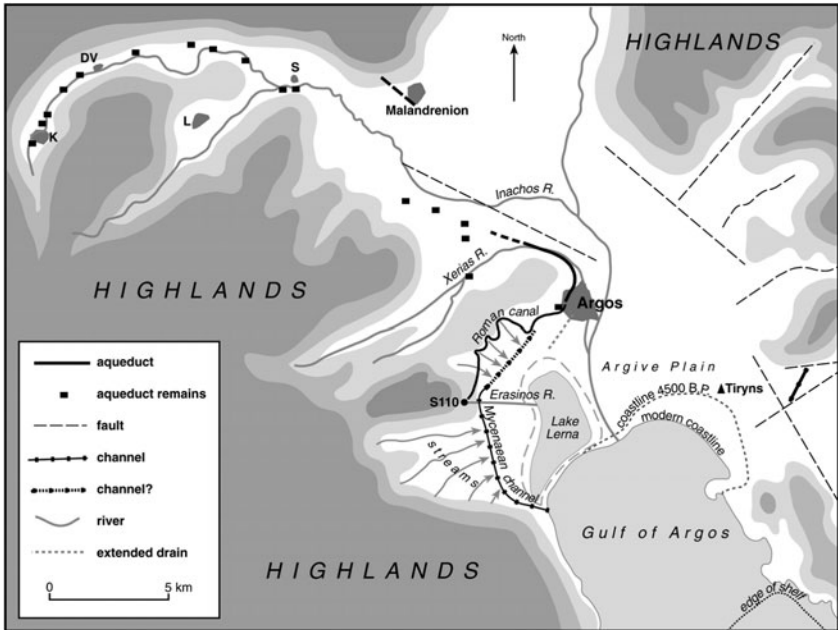 HIGHLANDS
HIGHLANDS
DV
North
S
Malandrenion
K
L
Inachos R.
Xerias R.
HIGHLANDS
Argos
Roman canal
Argive Plain
coastline 4500 B.P.
Tiryns
modern coastline
S110
Erasinos R.
Lake
Lerna
Mycenaean channel
streams
Gulf of Argos
HIGHLANDS
edge of shelf
aqueduct
aqueduct remains
fault
channel
channel?
river
extended drain
0 5 km